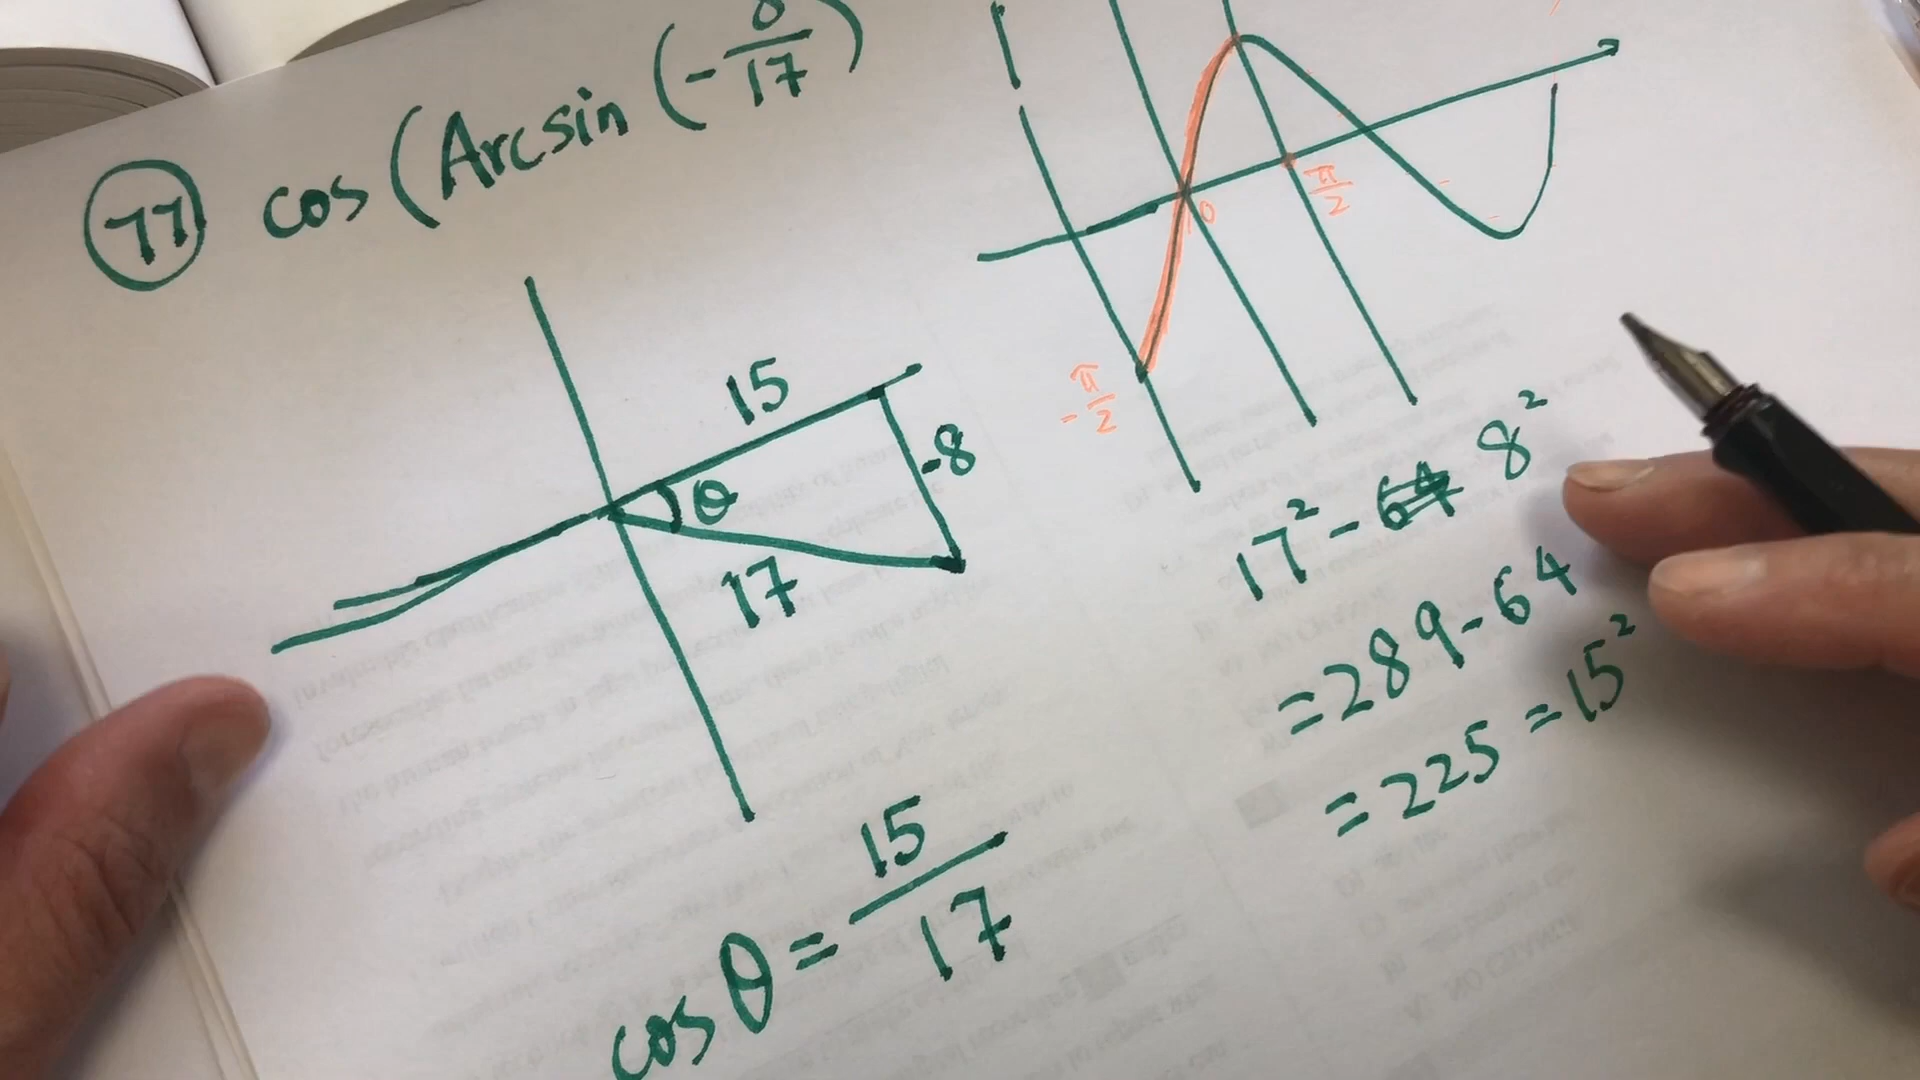 77 cos (Arcsin (-8/17)
0
π/2
-π/2
15
-8
θ
17
17² - 64 8²
= 289 - 64
= 225 = 15²
cos θ = 15/17